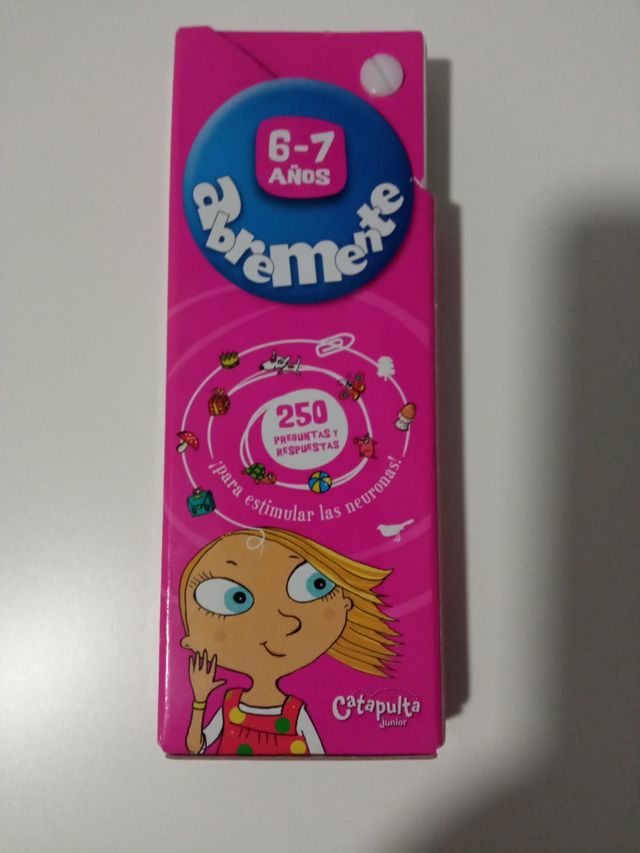 6-7
AÑOS
abremente
250
PREGUNTAS Y
RESPUESTAS
¡para estimular las neuronas!
Catapulta
junior